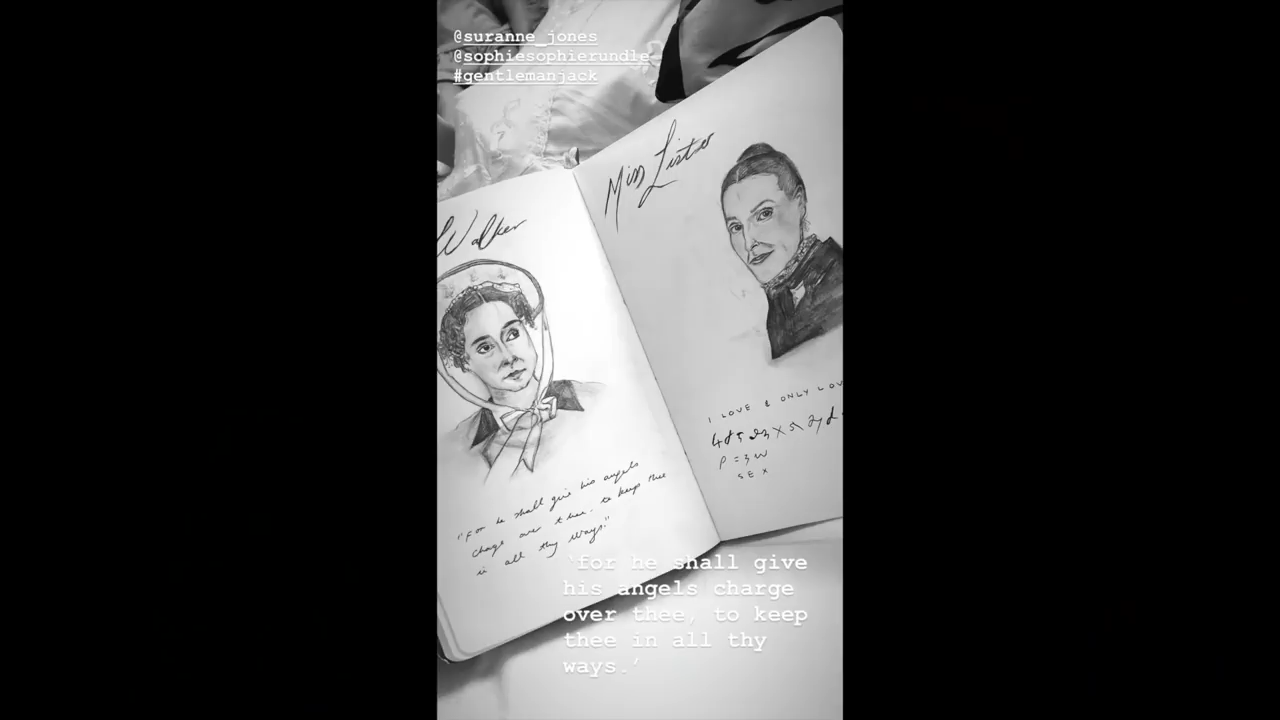 @suranne_jones
@sophiesophierundle
#gentlemanjack
Walker
Miss Lister
I LOVE & ONLY LOV
P = 3 W
SEX
"For he shall give his angels
charge over thee, to keep thee
in all thy ways."
'for he shall give
his angels charge
over thee, to keep
thee in all thy
ways.'